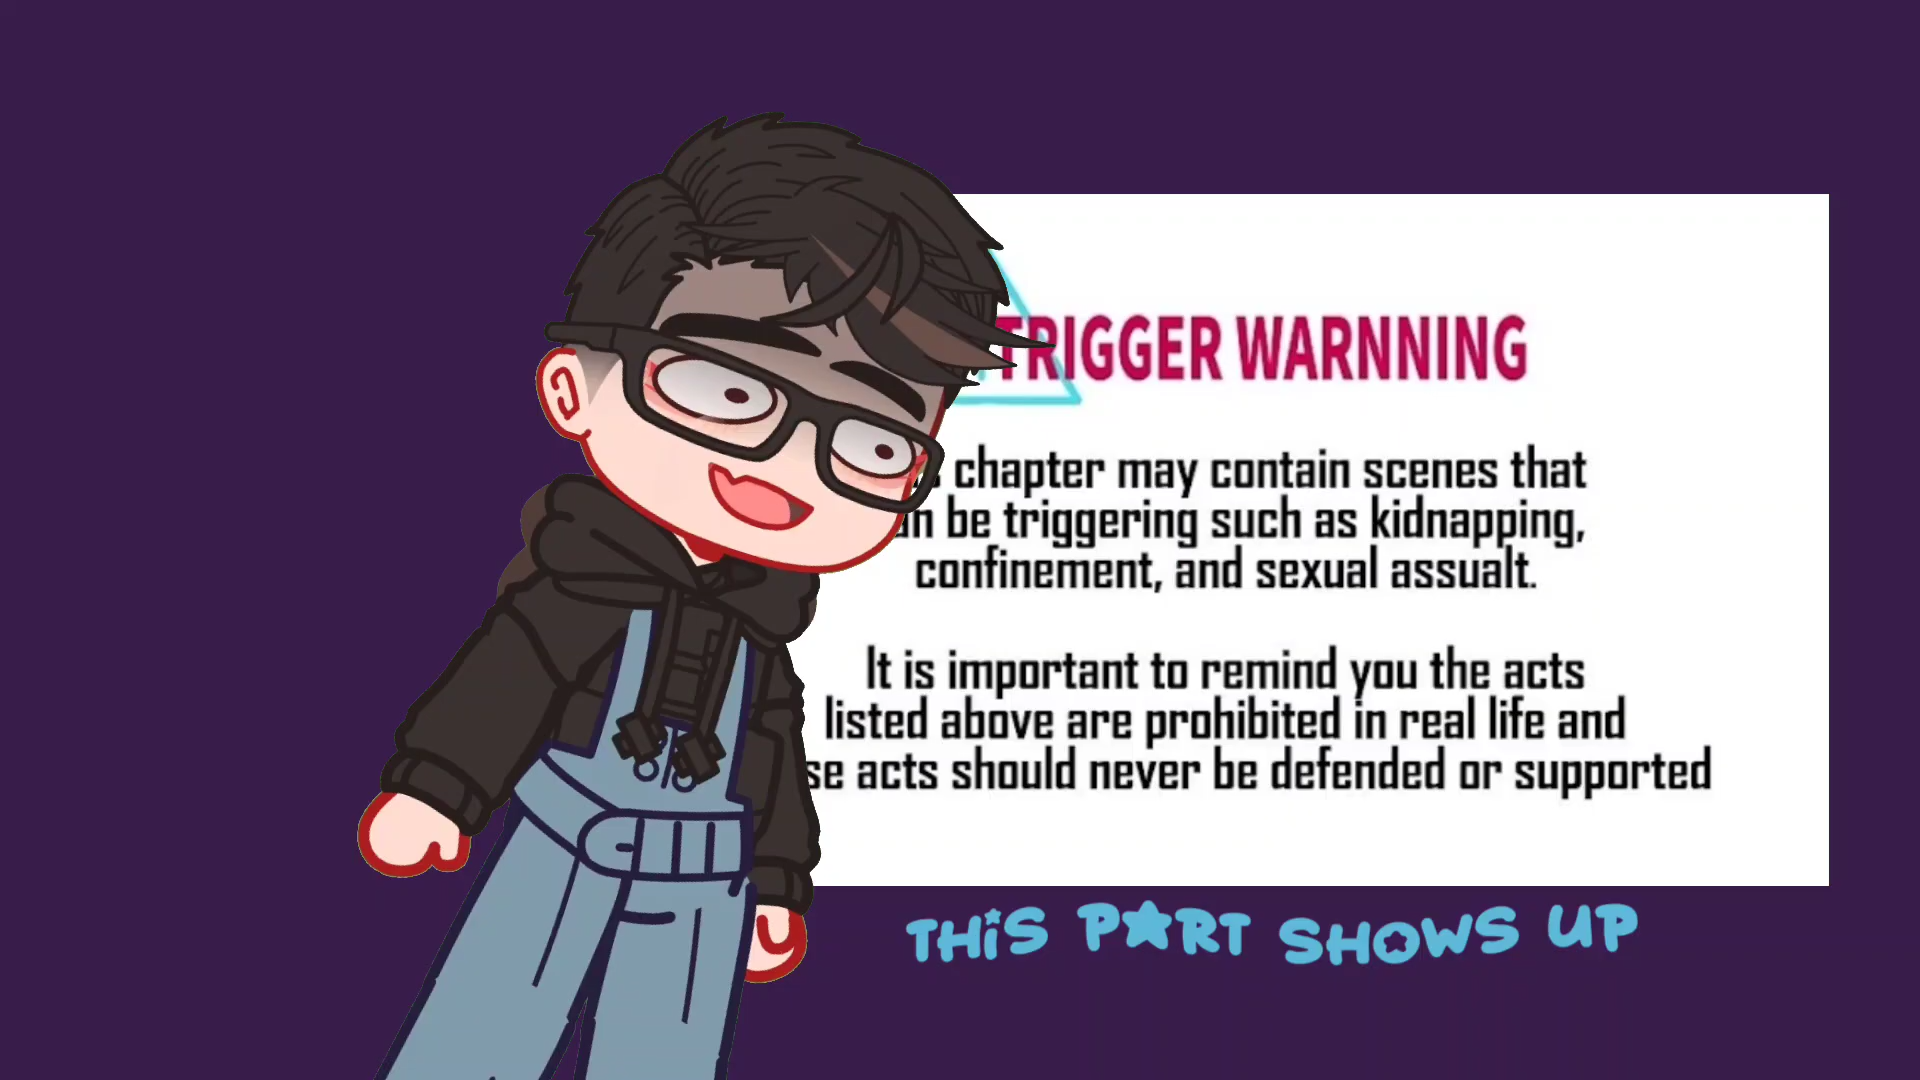 TRIGGER WARNNING
chapter may contain scenes that
be triggering such as kidnapping,
confinement, and sexual assualt.
It is important to remind you the acts
listed above are prohibited in real life and
acts should never be defended or supported
THiS PART SHOWS UP